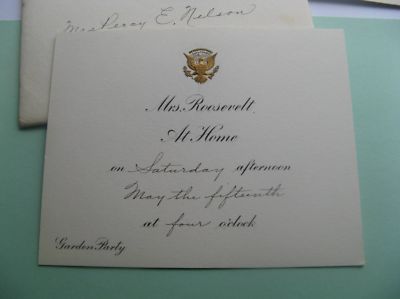 Mrs Percy E. Nelson
Mrs. Roosevelt
At Home
on Saturday afternoon
May the fifteenth
at four o'clock
Garden Party